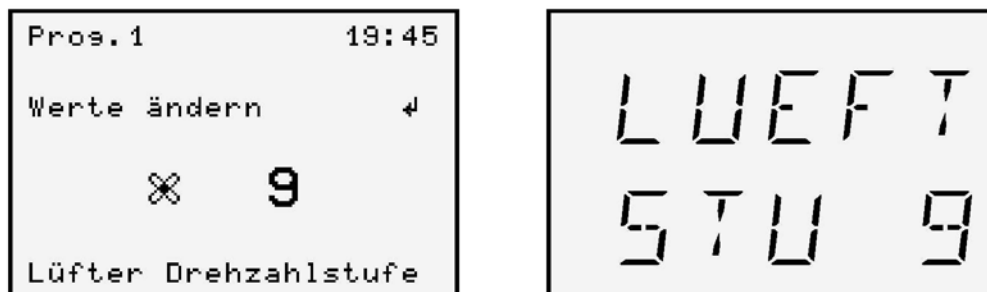 Prog.1 19:45
Werte ändern ↲
9
Lüfter Drehzahlstufe
LUEFT
STU 9